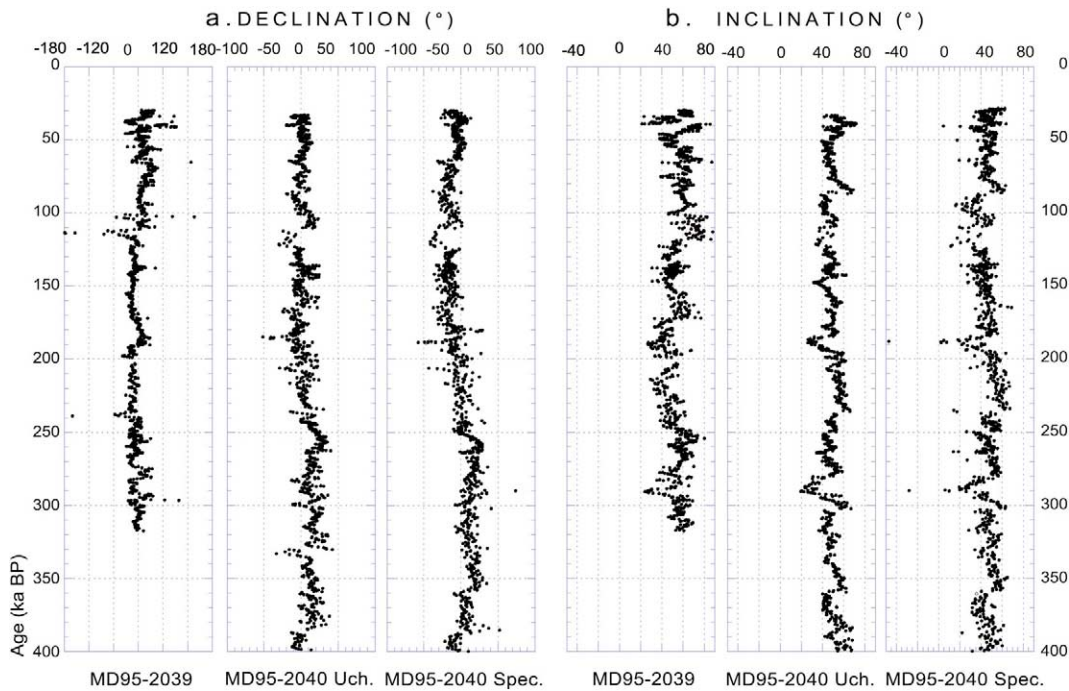 a. DECLINATION (°)
b. INCLINATION (°)
-180 -120 0 120 180
-100 -50 0 50 100
-100 -50 0 50 100
-40 0 40 80
-40 0 40 80
-40 0 40 80
0
50
100
150
200
250
300
350
400
Age (ka BP)
0
50
100
150
200
250
300
350
400
MD95-2039
MD95-2040 Uch.
MD95-2040 Spec.
MD95-2039
MD95-2040 Uch.
MD95-2040 Spec.